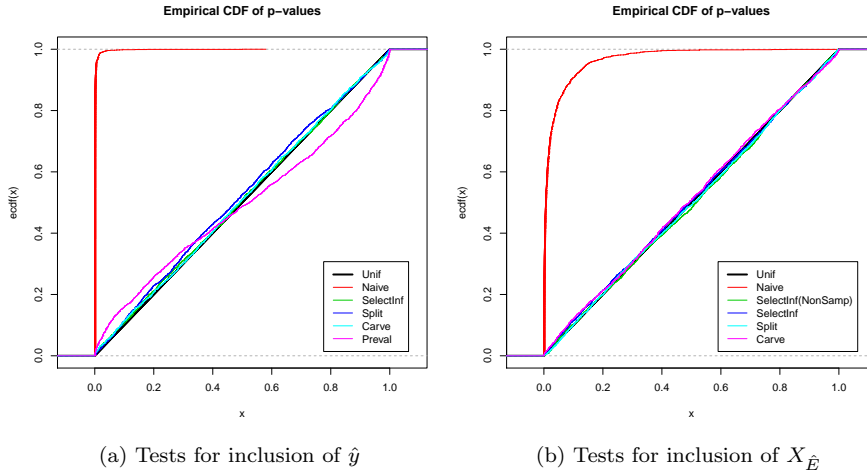 Empirical CDF of p−values
ecdf(x)
1.0
0.8
0.6
0.4
0.2
0.0
Unif
Naive
SelectInf
Split
Carve
Preval
0.0 0.2 0.4 0.6 0.8 1.0
x
(a) Tests for inclusion of ŷ
Empirical CDF of p−values
ecdf(x)
1.0
0.8
0.6
0.4
0.2
0.0
Unif
Naive
SelectInf(NonSamp)
SelectInf
Split
Carve
0.0 0.2 0.4 0.6 0.8 1.0
x
(b) Tests for inclusion of X_Ê